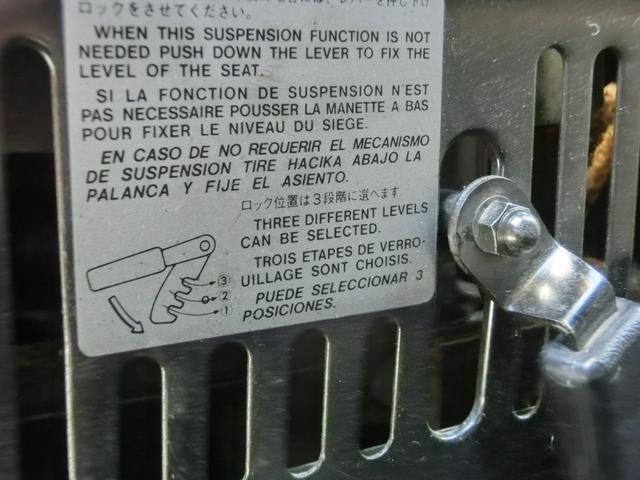 ロックをさせてください。
WHEN THIS SUSPENSION FUNCTION IS NOT
NEEDED PUSH DOWN THE LEVER TO FIX THE
LEVEL OF THE SEAT.
SI LA FONCTION DE SUSPENSION N'EST
PAS NECESSAIRE POUSSER LA MANETTE A BAS
POUR FIXER LE NIVEAU DU SIEGE.
EN CASO DE NO REQUERIR EL MECANISMO
DE SUSPENSION TIRE HACIKA ABAJO LA
PALANCA Y FIJE EL ASIENTO.
ロック位置は3段階に選べます
THREE DIFFERENT LEVELS
CAN BE SELECTED.
TROIS ETAPES DE VERRO-
UILLAGE SONT CHOISIS.
PUEDE SELECCIONAR 3
POSICIONES.
③
②
①